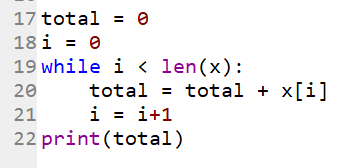 17 total = 0
18 i = 0
19 while i < len(x):
20     total = total + x[i]
21     i = i+1
22 print(total)